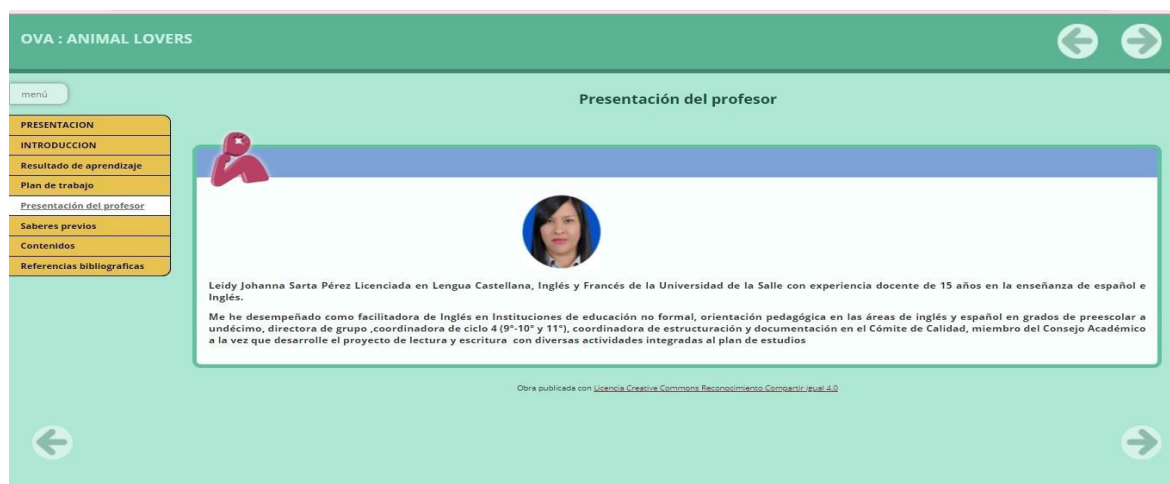 OVA : ANIMAL LOVERS
menú
PRESENTACION
INTRODUCCION
Resultado de aprendizaje
Plan de trabajo
Presentación del profesor
Saberes previos
Contenidos
Referencias bibliograficas
Presentación del profesor
Leidy Johanna Sarta Pérez Licenciada en Lengua Castellana, Inglés y Francés de la Universidad de la Salle con experiencia docente de 15 años en la enseñanza de español e
Inglés.
Me he desempeñado como facilitadora de Inglés en Instituciones de educación no formal, orientación pedagógica en las áreas de inglés y español en grados de preescolar a
undécimo, directora de grupo ,coordinadora de ciclo 4 (9°-10° y 11°), coordinadora de estructuración y documentación en el Cómite de Calidad, miembro del Consejo Académico
a la vez que desarrolle el proyecto de lectura y escritura con diversas actividades integradas al plan de estudios
Obra publicada con Licencia Creative Commons Reconocimiento Compartir igual 4.0